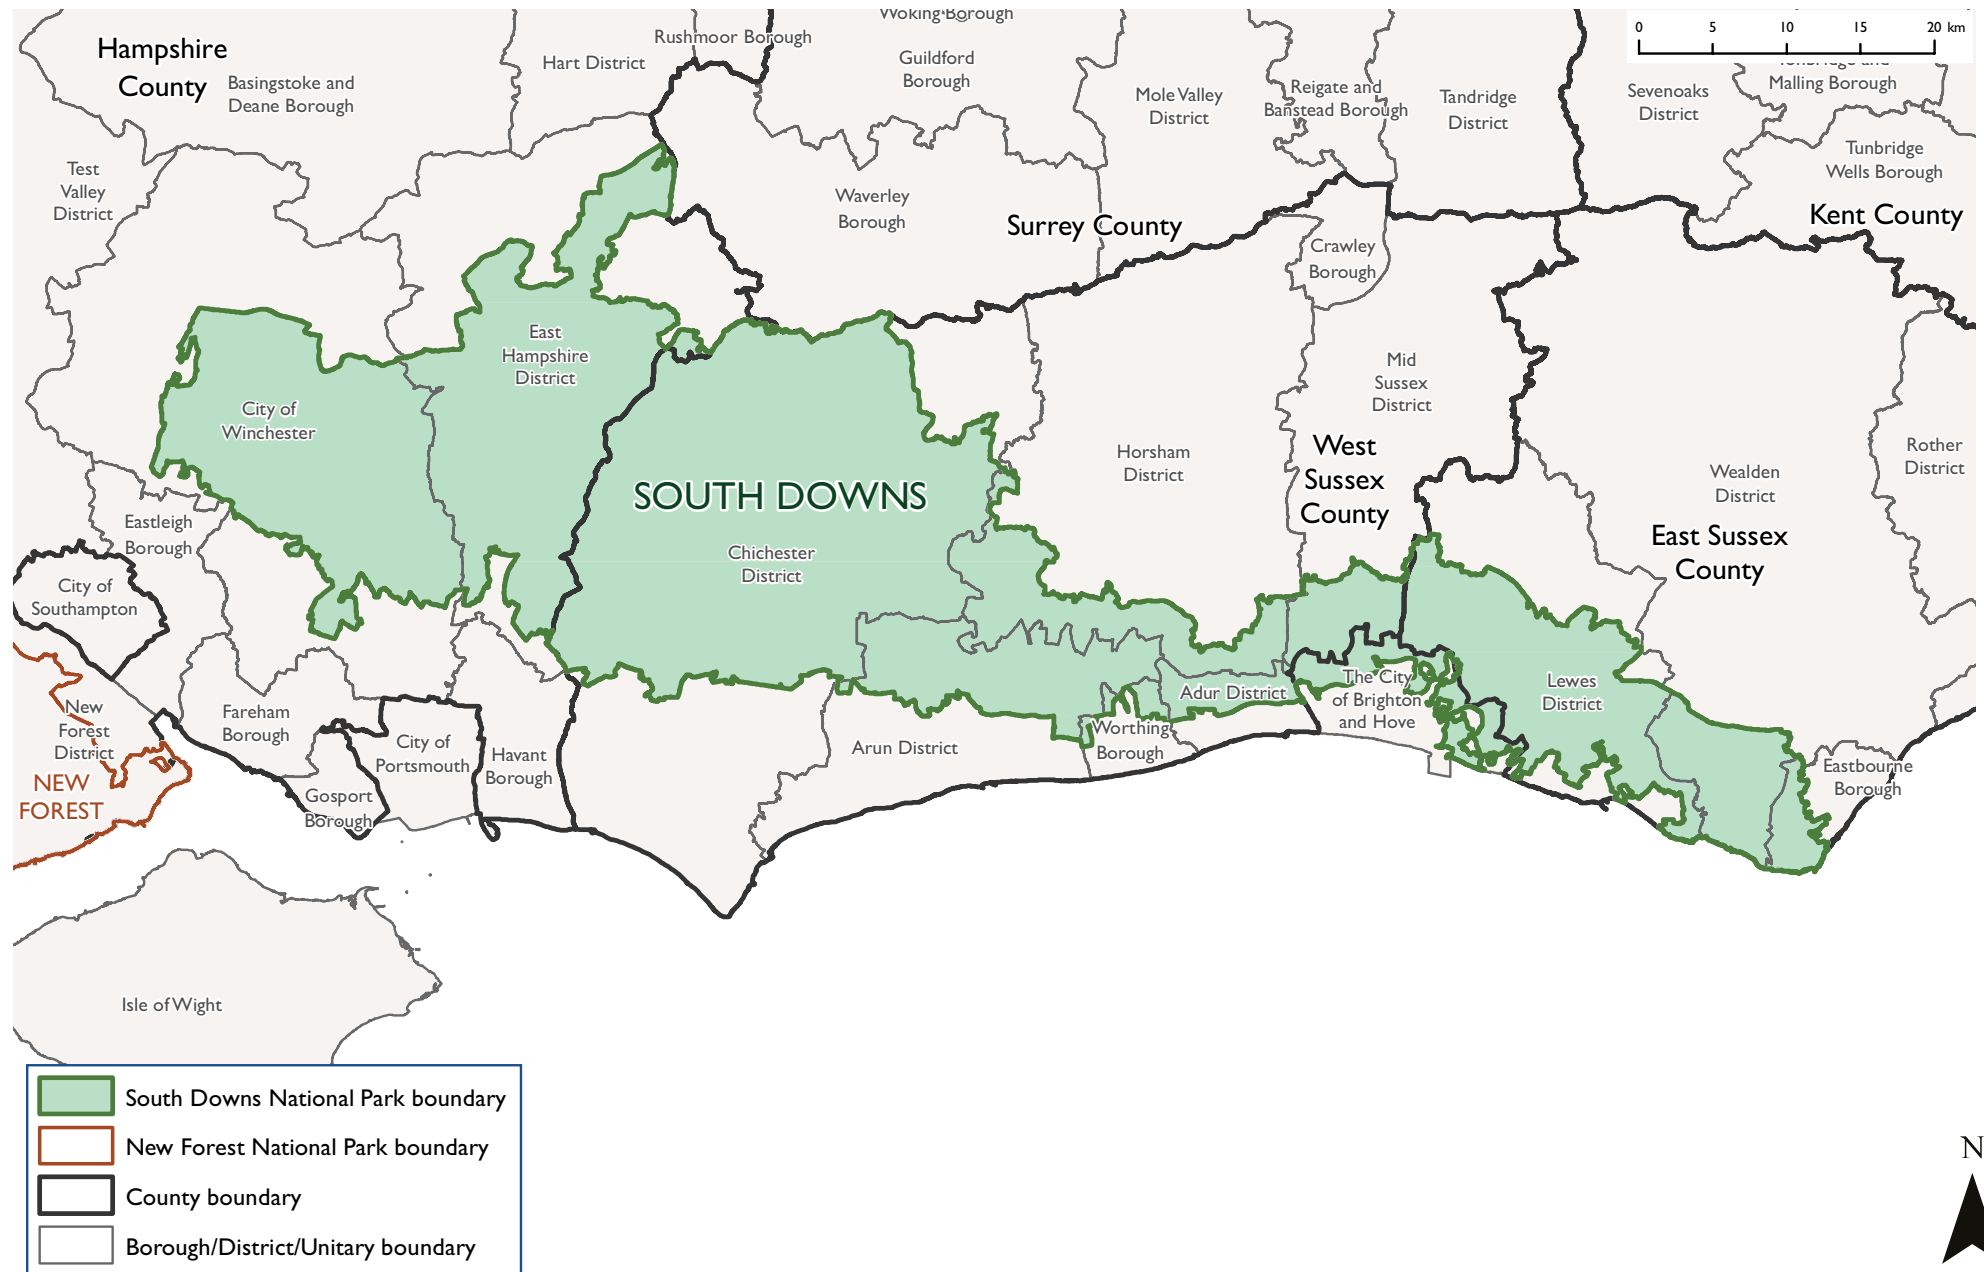 Woking Borough
Rushmoor Borough
Hampshire
County
Hart District
Guildford
Borough
0 5 10 15 20 km
Basingstoke and
Deane Borough
Mole Valley
District
Reigate and
Banstead Borough
Tandridge
District
Sevenoaks
District
Tonbridge and
Malling Borough
Test
Valley
District
Tunbridge
Wells Borough
Waverley
Borough
Surrey County
Kent County
Crawley
Borough
East
Hampshire
District
Mid
Sussex
District
City of
Winchester
Horsham
District
West
Sussex
County
Rother
District
Wealden
District
SOUTH DOWNS
Eastleigh
Borough
East Sussex
County
Chichester
District
City of
Southampton
The City
of Brighton
and Hove
Adur District
Lewes
District
New
Forest
District
Fareham
Borough
City of
Portsmouth
Havant
Borough
Arun District
Worthing
Borough
NEW
FOREST
Gosport
Borough
Eastbourne
Borough
Isle of Wight
South Downs National Park boundary
New Forest National Park boundary
County boundary
Borough/District/Unitary boundary
N